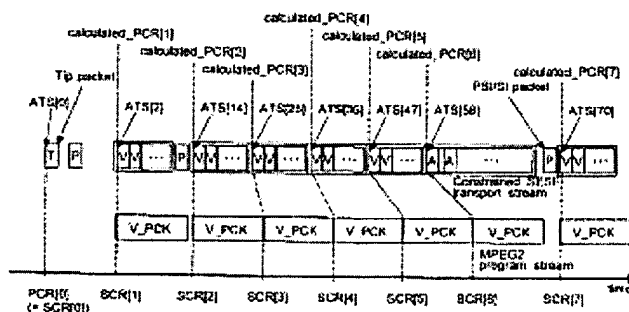 calculated_PCR[4]
calculated_PCR[1]
calculated_PCR[5]
calculated_PCR[2]
calculated_PCR[6]
Tip packet
calculated_PCR[3]
calculated_PCR[7]
PSI/SI packet
ATS[0]
ATS[2]
ATS[14]
ATS[25]
ATS[36]
ATS[47]
ATS[58]
ATS[70]
T P V V ... P V V ... V V ... V V ... V V ... A A ... P V V ...
Constrained SESF
transport stream
V_PCK V_PCK V_PCK V_PCK V_PCK V_PCK V_PCK
MPEG2
program stream
time
PCR[0]
(= SCR[0])
SCR[1]
SCR[2]
SCR[3]
SCR[4]
SCR[5]
SCR[6]
SCR[7]